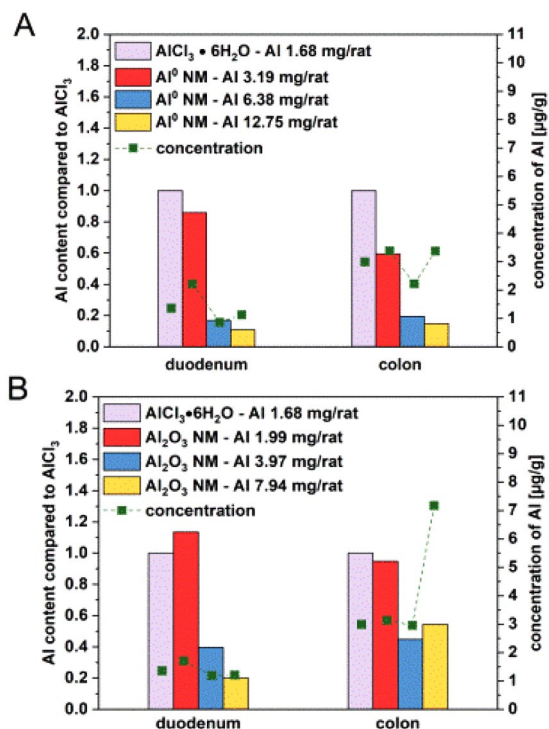 A
AlCl₃ • 6H₂O - Al 1.68 mg/rat
Al⁰ NM - Al 3.19 mg/rat
Al⁰ NM - Al 6.38 mg/rat
Al⁰ NM - Al 12.75 mg/rat
concentration
Al content compared to AlCl₃
2.0
1.8
1.6
1.4
1.2
1.0
0.8
0.6
0.4
0.2
0.0
concentration of Al [µg/g]
11
10
9
8
7
6
5
4
3
2
1
0
duodenum
colon
B
AlCl₃•6H₂O - Al 1.68 mg/rat
Al₂O₃ NM - Al 1.99 mg/rat
Al₂O₃ NM - Al 3.97 mg/rat
Al₂O₃ NM - Al 7.94 mg/rat
concentration
Al content compared to AlCl₃
2.0
1.8
1.6
1.4
1.2
1.0
0.8
0.6
0.4
0.2
0.0
concentration of Al [µg/g]
11
10
9
8
7
6
5
4
3
2
1
0
duodenum
colon